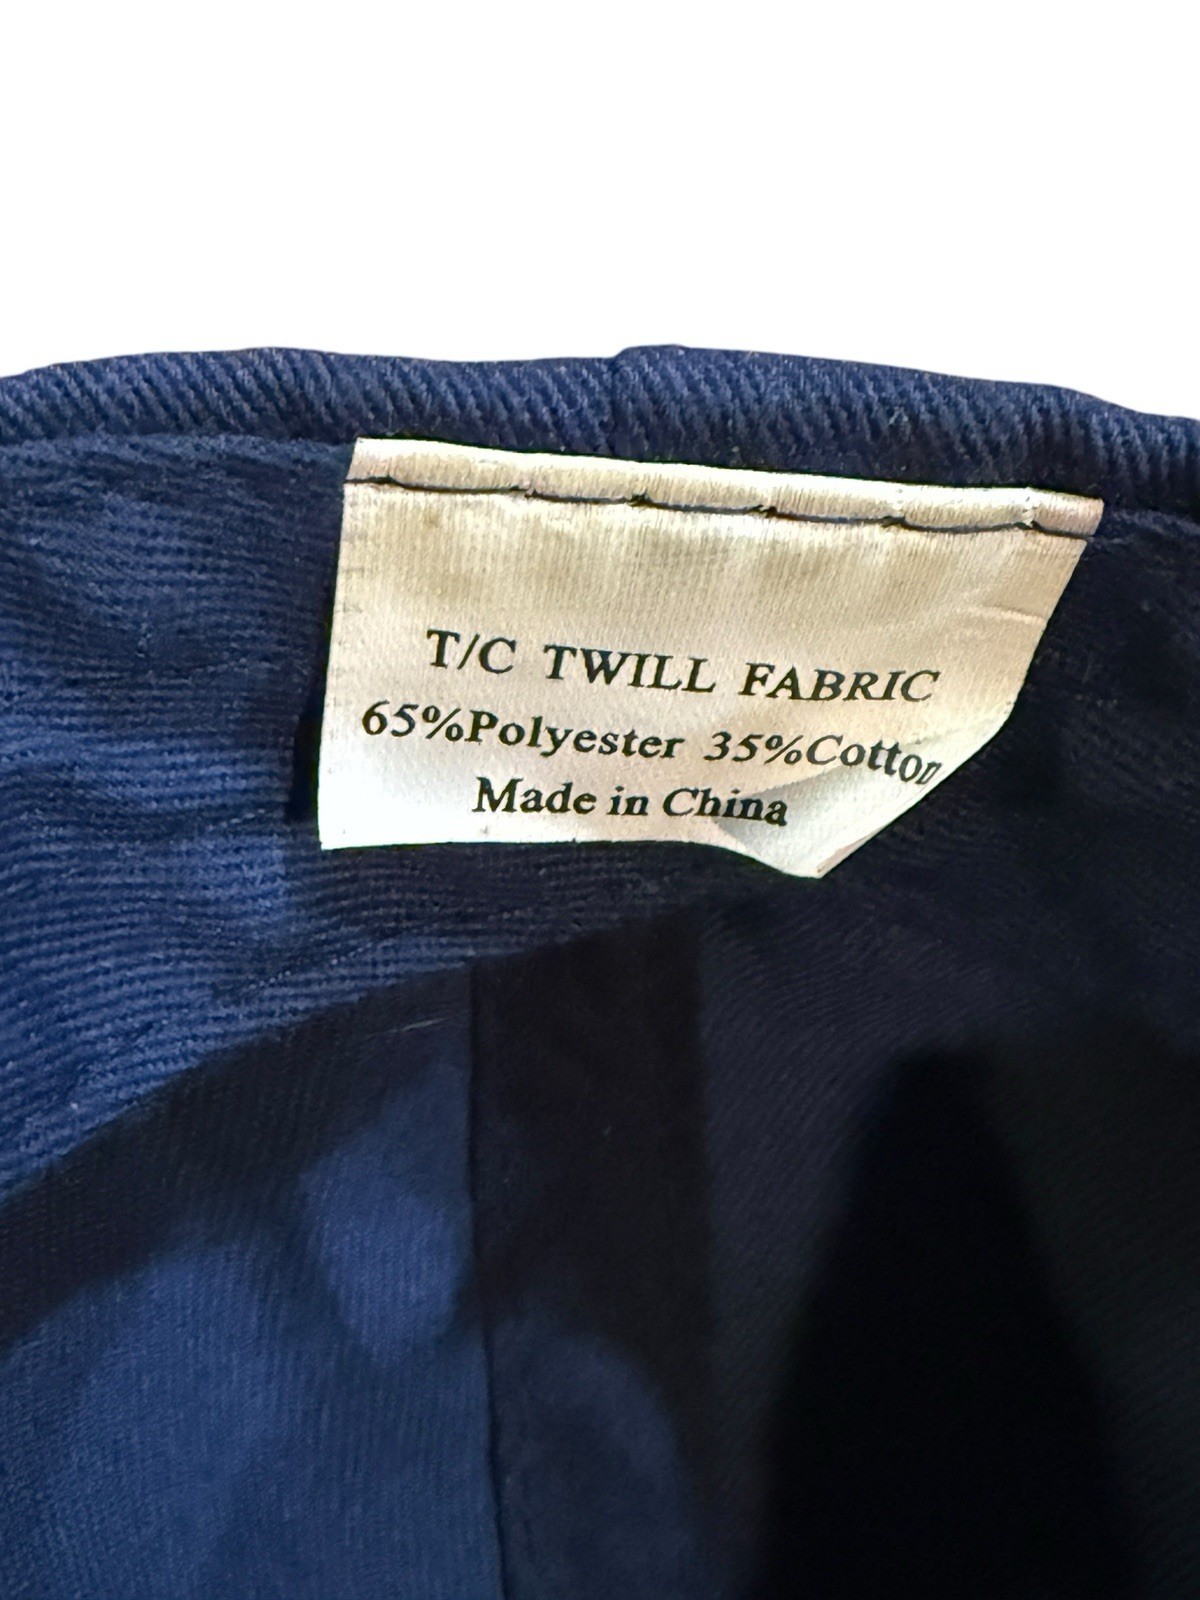 T/C TWILL FABRIC
65%Polyester 35%Cotton
Made in China